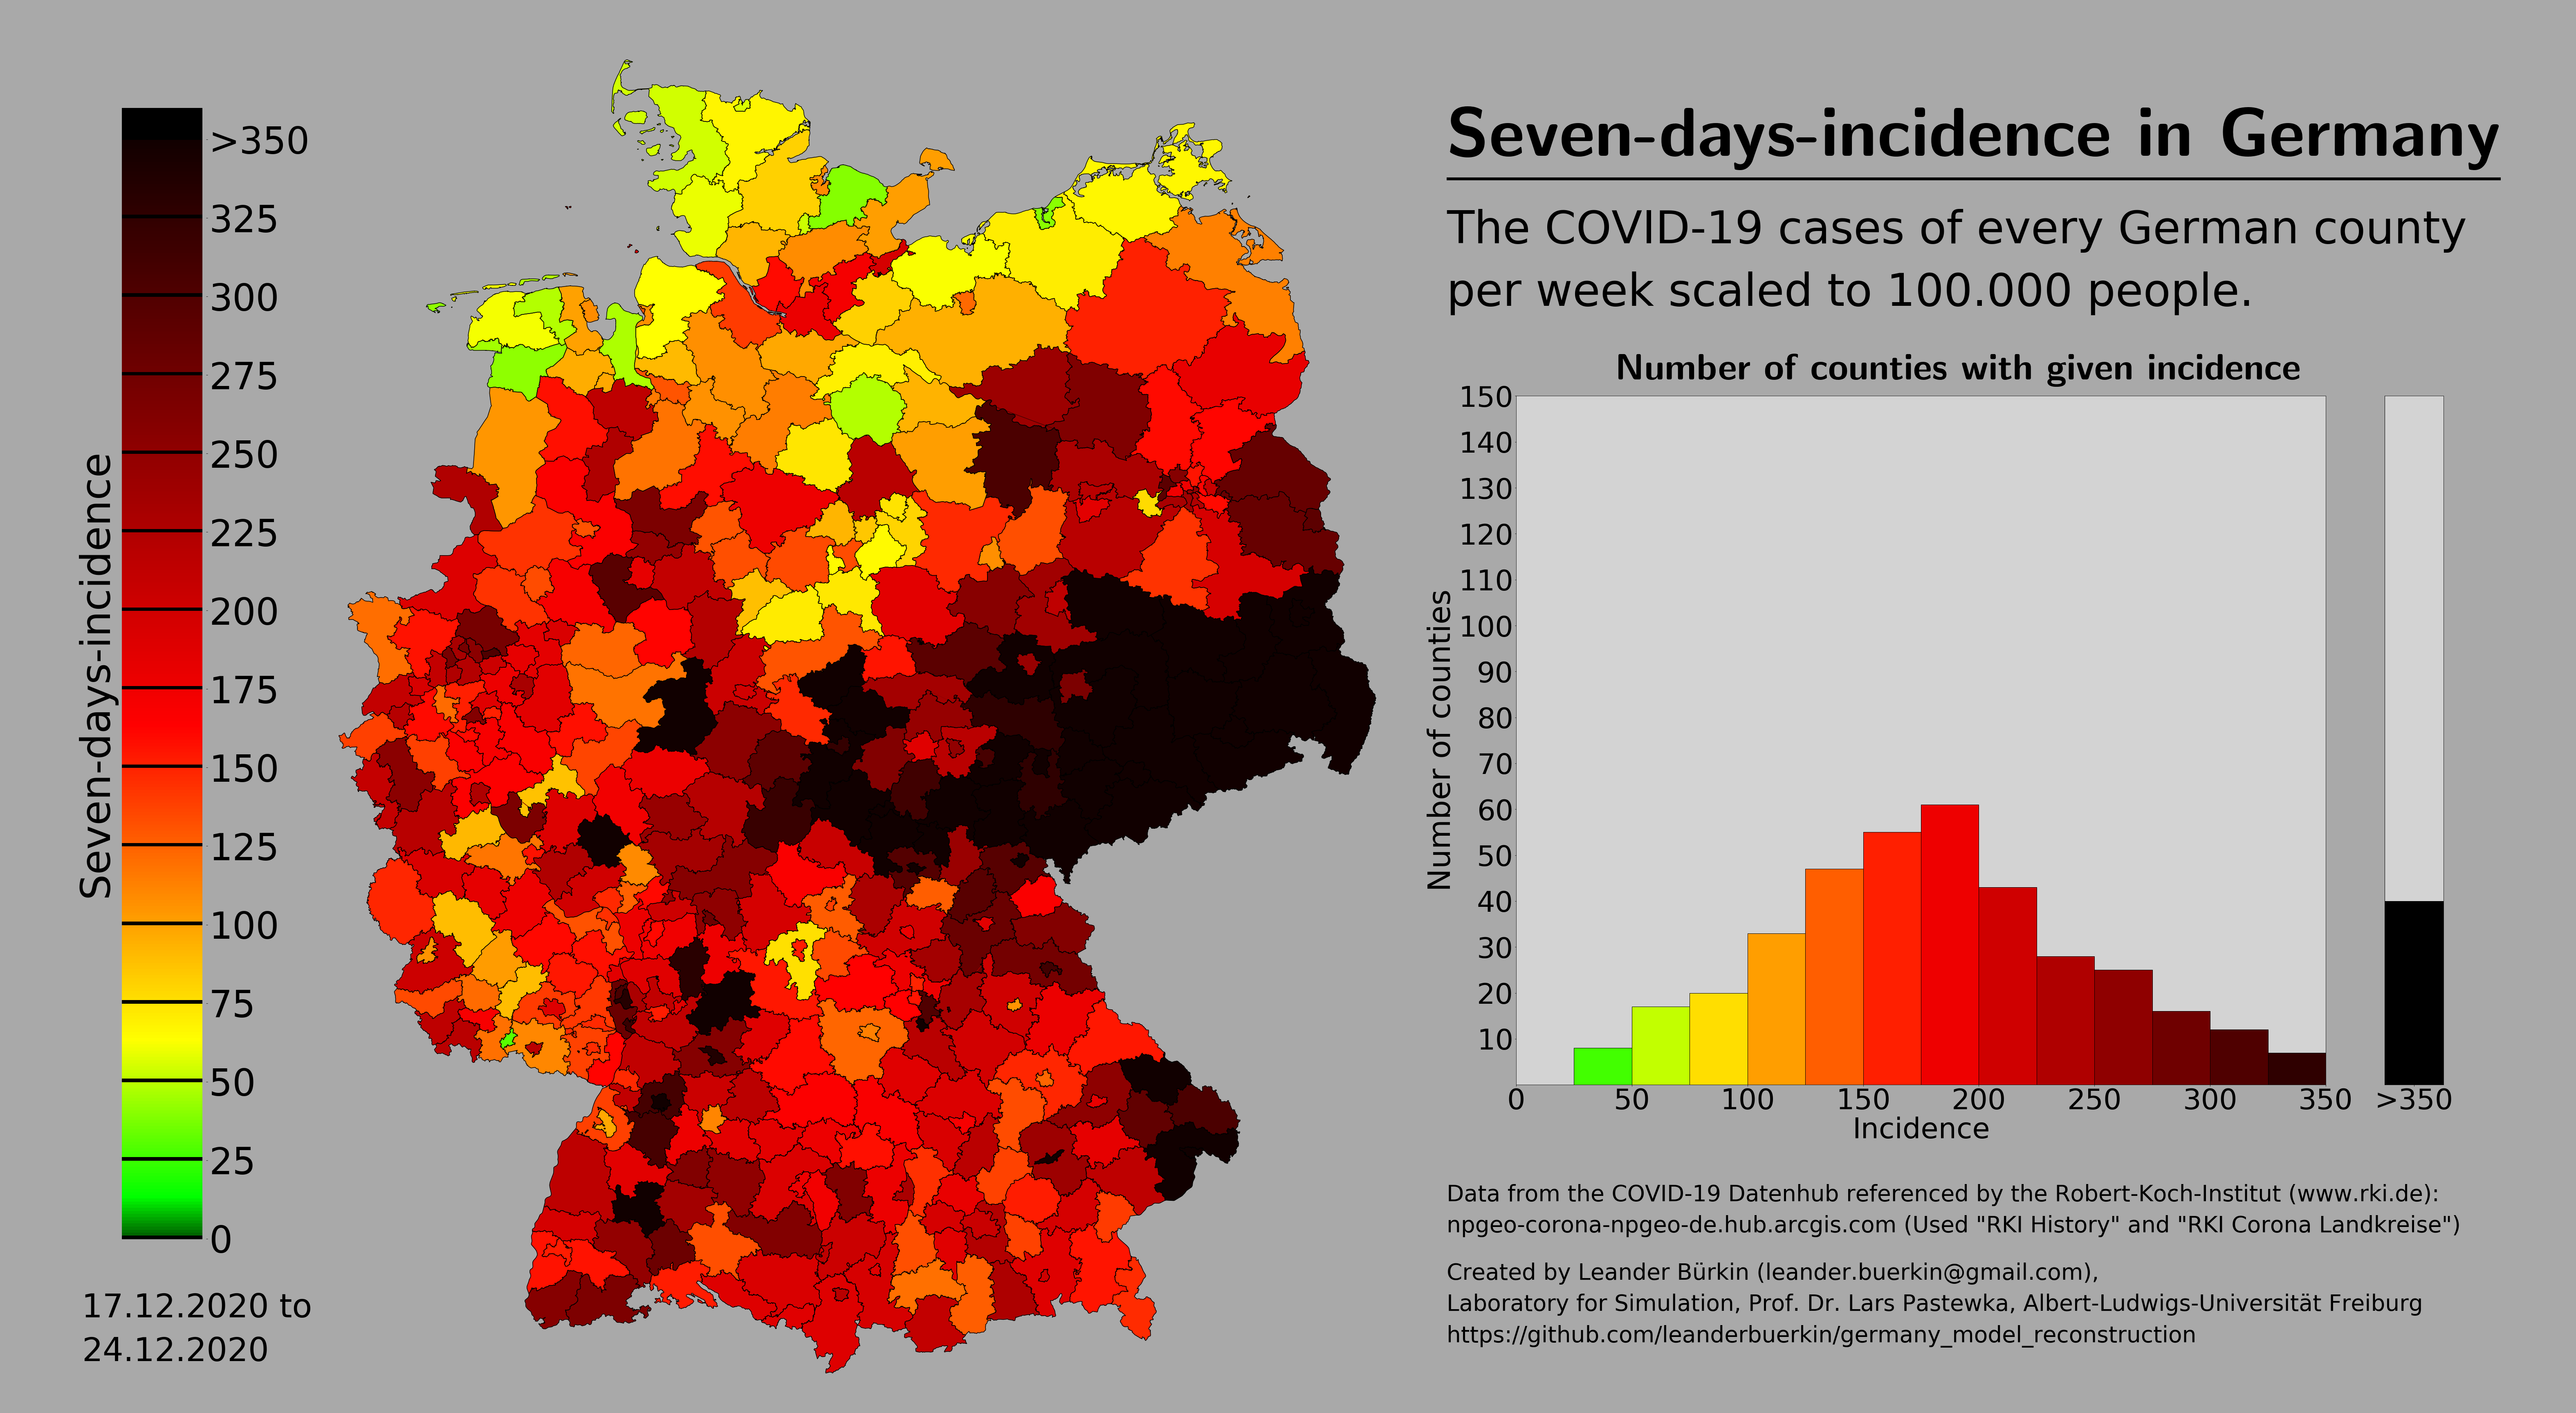 Seven-days-incidence in Germany
The COVID-19 cases of every German county
per week scaled to 100.000 people.
Seven-days-incidence
>350
325
300
275
250
225
200
175
150
125
100
75
50
25
0
17.12.2020 to
24.12.2020
Number of counties with given incidence
Number of counties
150
140
130
120
110
100
90
80
70
60
50
40
30
20
10
0 50 100 150 200 250 300 350 >350
Incidence
Data from the COVID-19 Datenhub referenced by the Robert-Koch-Institut (www.rki.de):
npgeo-corona-npgeo-de.hub.arcgis.com (Used "RKI History" and "RKI Corona Landkreise")
Created by Leander Bürkin (leander.buerkin@gmail.com),
Laboratory for Simulation, Prof. Dr. Lars Pastewka, Albert-Ludwigs-Universität Freiburg
https://github.com/leanderbuerkin/germany_model_reconstruction